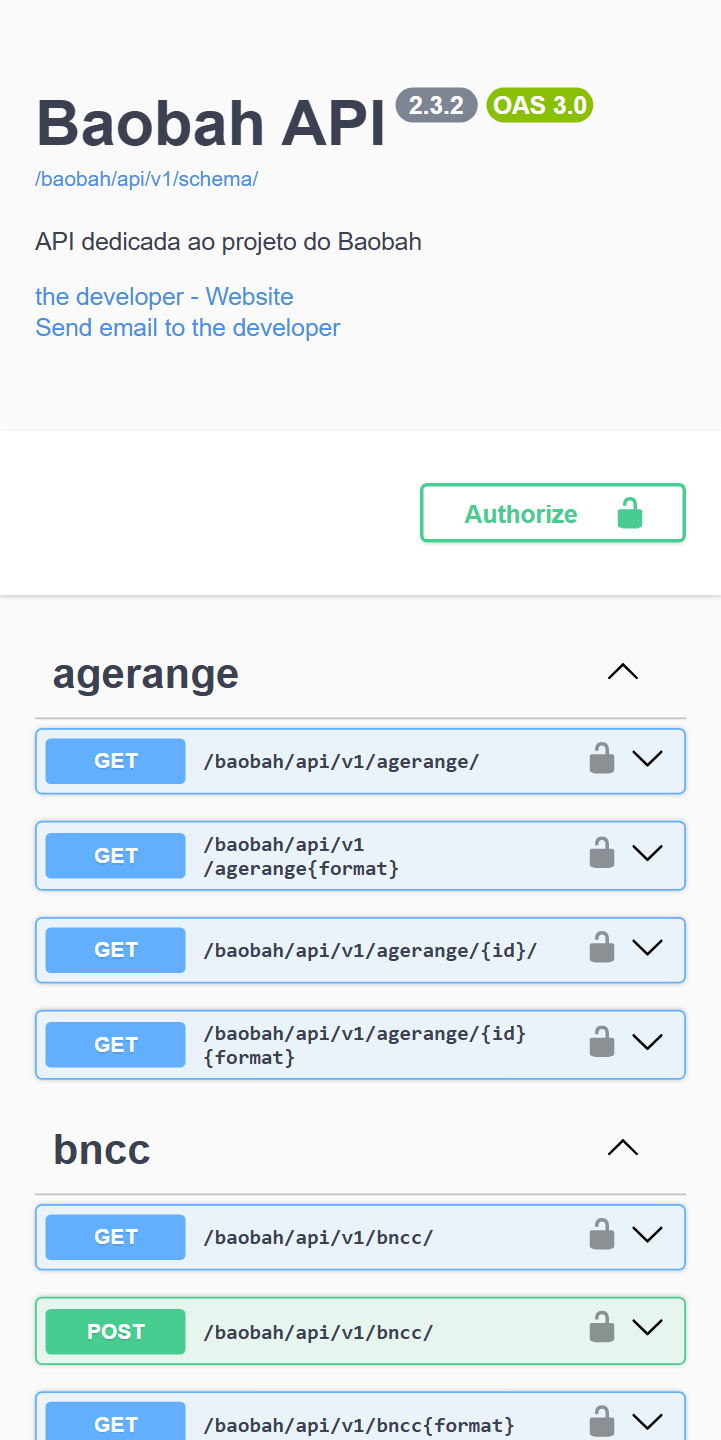 Baobah API 2.3.2 OAS 3.0
/baobah/api/v1/schema/
API dedicada ao projeto do Baobah
the developer - Website
Send email to the developer
Authorize
agerange
GET /baobah/api/v1/agerange/
GET /baobah/api/v1
/agerange{format}
GET /baobah/api/v1/agerange/{id}/
GET /baobah/api/v1/agerange/{id}
{format}
bncc
GET /baobah/api/v1/bncc/
POST /baobah/api/v1/bncc/
GET /baobah/api/v1/bncc{format}